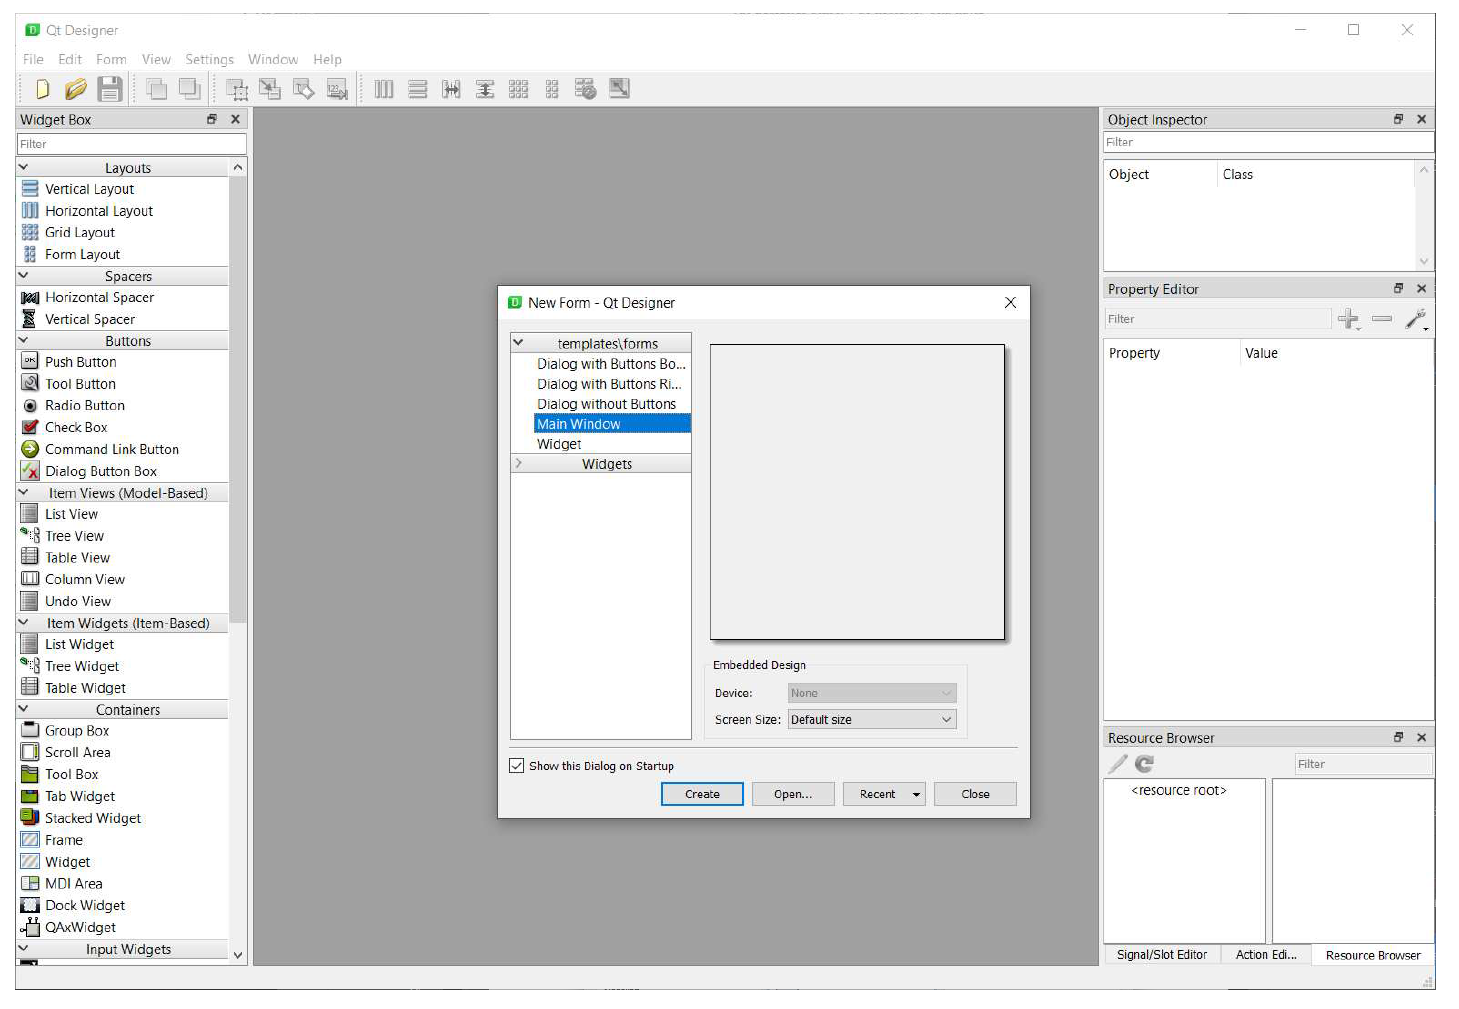 Qt Designer
File Edit Form View Settings Window Help
Widget Box
Filter
Layouts
Vertical Layout
Horizontal Layout
Grid Layout
Form Layout
Spacers
Horizontal Spacer
Vertical Spacer
Buttons
Push Button
Tool Button
Radio Button
Check Box
Command Link Button
Dialog Button Box
Item Views (Model-Based)
List View
Tree View
Table View
Column View
Undo View
Item Widgets (Item-Based)
List Widget
Tree Widget
Table Widget
Containers
Group Box
Scroll Area
Tool Box
Tab Widget
Stacked Widget
Frame
Widget
MDI Area
Dock Widget
QAxWidget
Input Widgets
New Form - Qt Designer
templates\forms
Dialog with Buttons Bo...
Dialog with Buttons Ri...
Dialog without Buttons
Main Window
Widget
Widgets
Embedded Design
Device: None
Screen Size: Default size
Show this Dialog on Startup
Create Open... Recent Close
Object Inspector
Filter
Object Class
Property Editor
Filter
Property Value
Resource Browser
Filter
<resource root>
Signal/Slot Editor Action Edi... Resource Browser